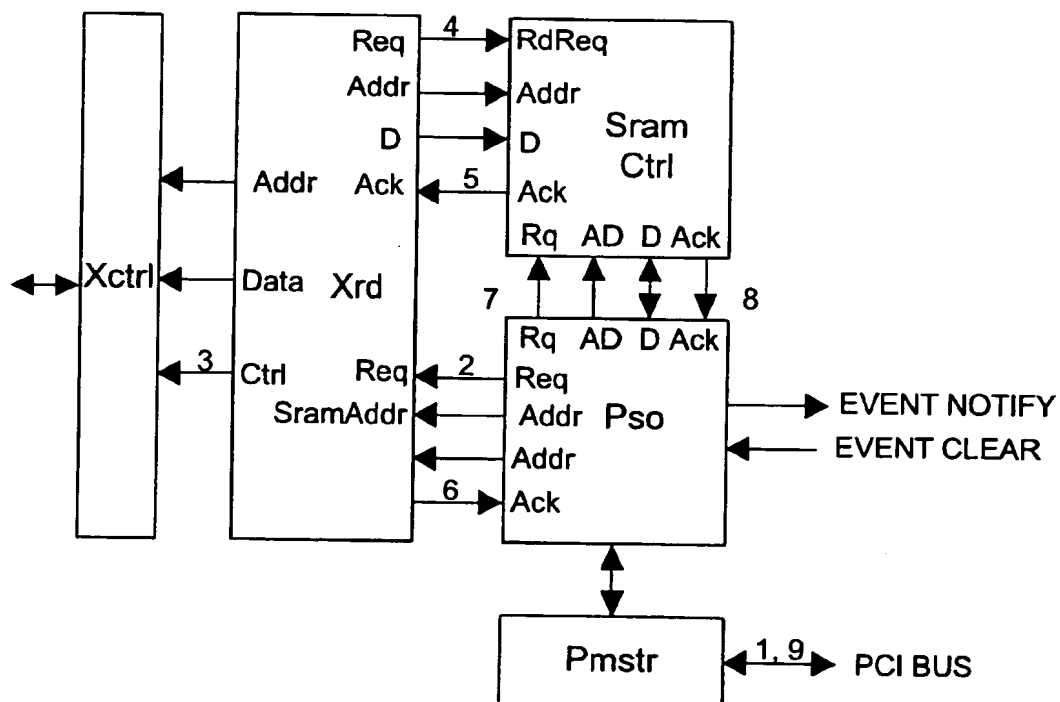 Req 4 RdReq
Addr Addr
D D
Sram
Ctrl
Addr Ack 5 Ack
Rq AD D Ack
Xctrl Data Xrd
7 8
Rq AD D Ack
3 Ctrl Req 2 Req
SramAddr Addr Pso
EVENT NOTIFY
Addr
EVENT CLEAR
6 Ack
Pmstr 1, 9 PCI BUS